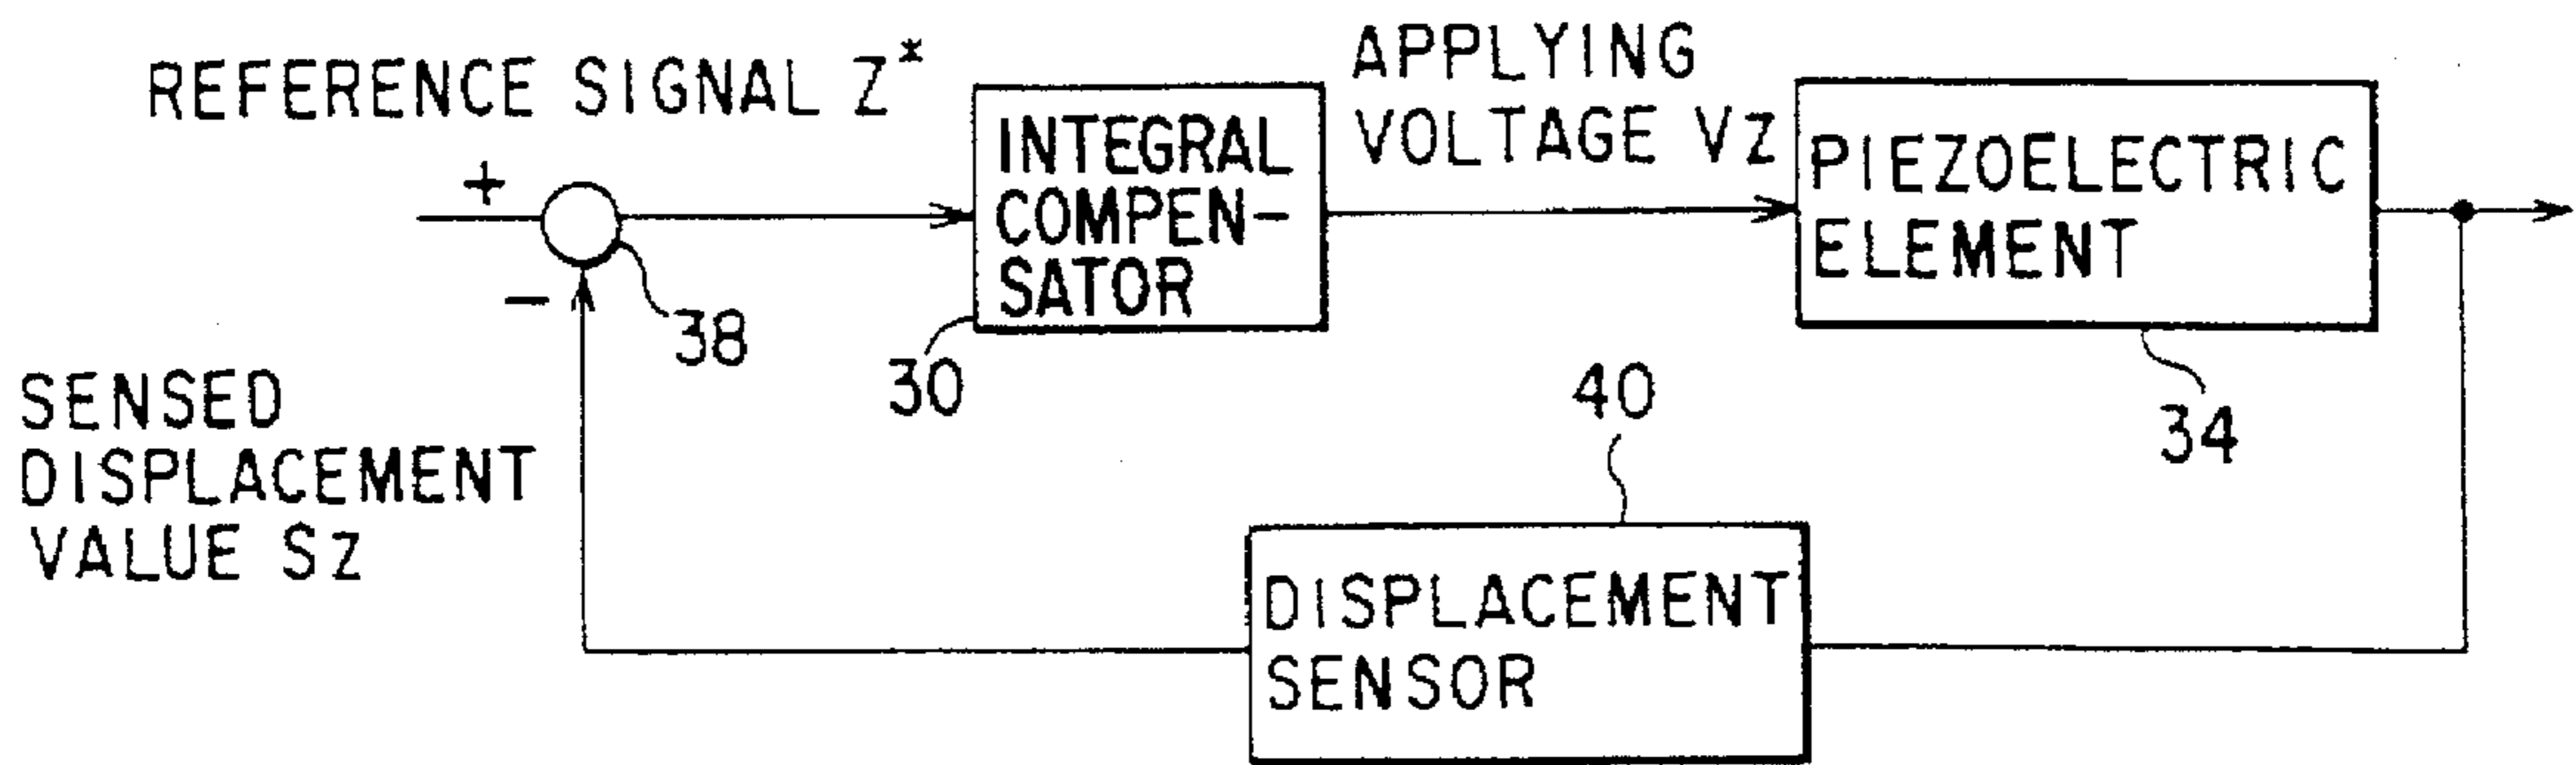 REFERENCE SIGNAL Z*
+
−
38
INTEGRAL
COMPEN-
SATOR
30
APPLYING
VOLTAGE VZ
PIEZOELECTRIC
ELEMENT
34
SENSED
DISPLACEMENT
VALUE SZ
40
DISPLACEMENT
SENSOR